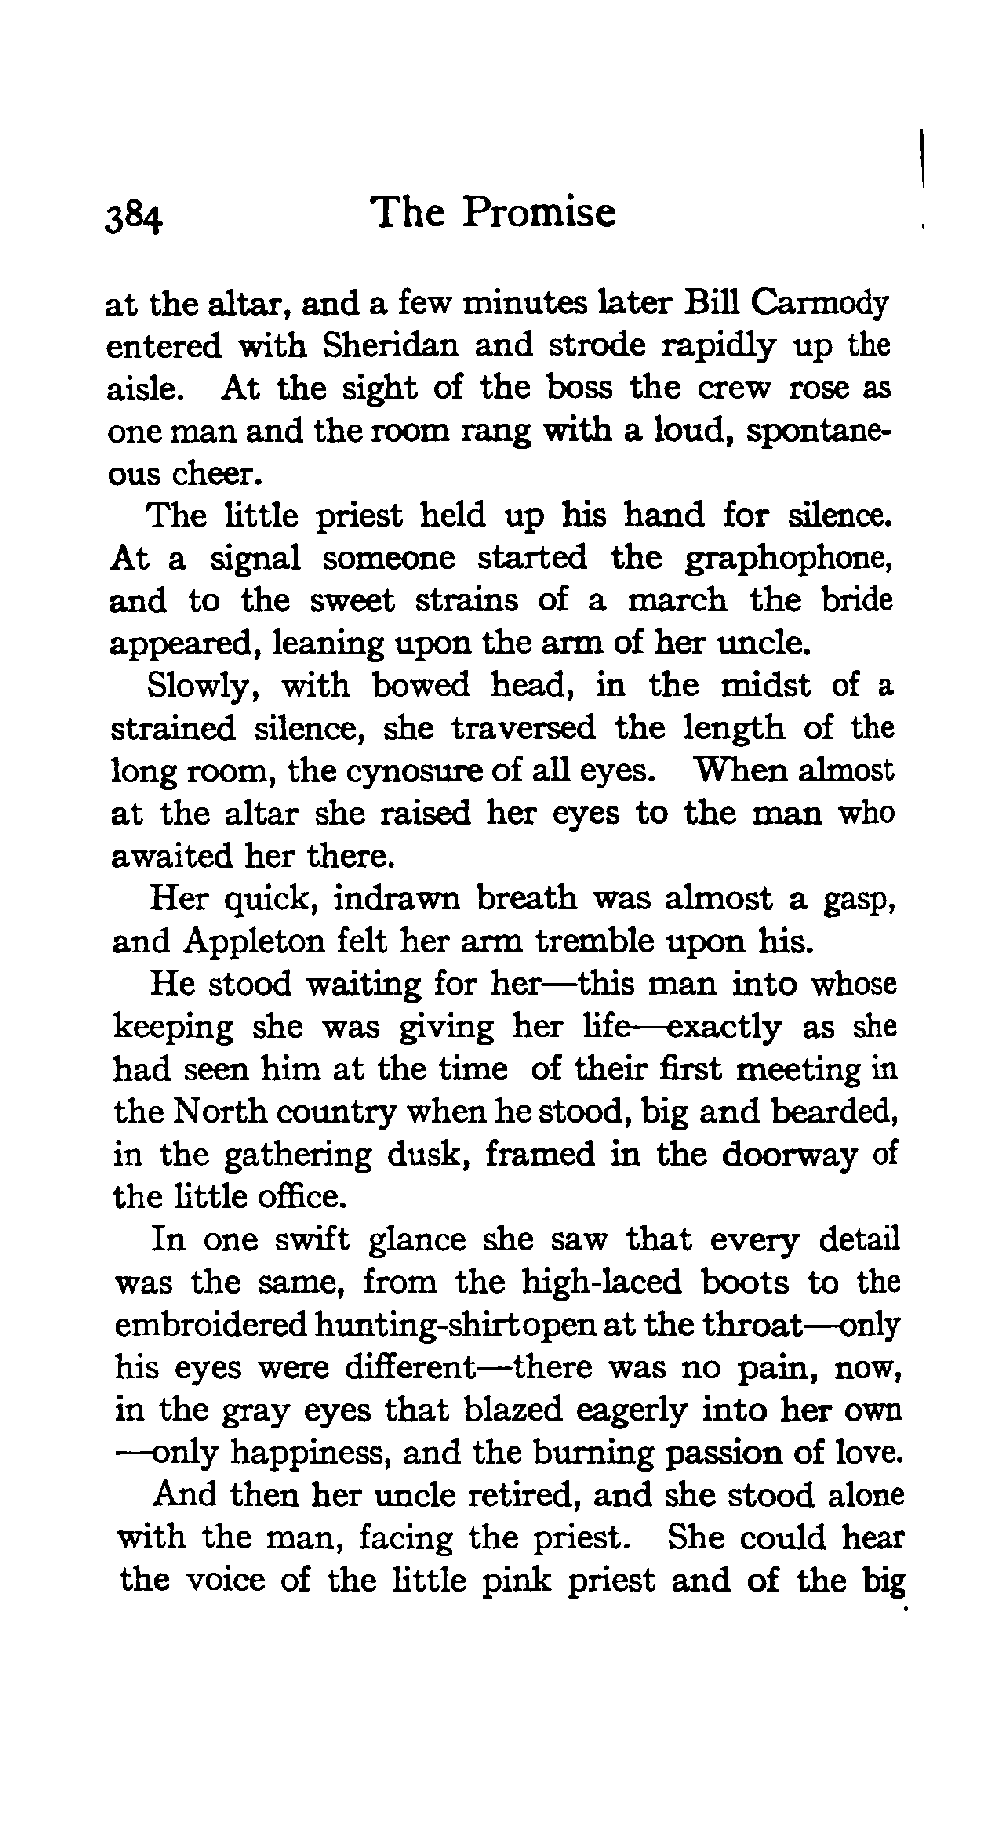 384 The Promise
at the altar, and a few minutes later Bill Carmody
entered with Sheridan and strode rapidly up the
aisle. At the sight of the boss the crew rose as
one man and the room rang with a loud, spontane-
ous cheer.
The little priest held up his hand for silence.
At a signal someone started the graphophone,
and to the sweet strains of a march the bride
appeared, leaning upon the arm of her uncle.
Slowly, with bowed head, in the midst of a
strained silence, she traversed the length of the
long room, the cynosure of all eyes. When almost
at the altar she raised her eyes to the man who
awaited her there.
Her quick, indrawn breath was almost a gasp,
and Appleton felt her arm tremble upon his.
He stood waiting for her—this man into whose
keeping she was giving her life—exactly as she
had seen him at the time of their first meeting in
the North country when he stood, big and bearded,
in the gathering dusk, framed in the doorway of
the little office.
In one swift glance she saw that every detail
was the same, from the high-laced boots to the
embroidered hunting-shirt open at the throat—only
his eyes were different—there was no pain, now,
in the gray eyes that blazed eagerly into her own
—only happiness, and the burning passion of love.
And then her uncle retired, and she stood alone
with the man, facing the priest. She could hear
the voice of the little pink priest and of the big